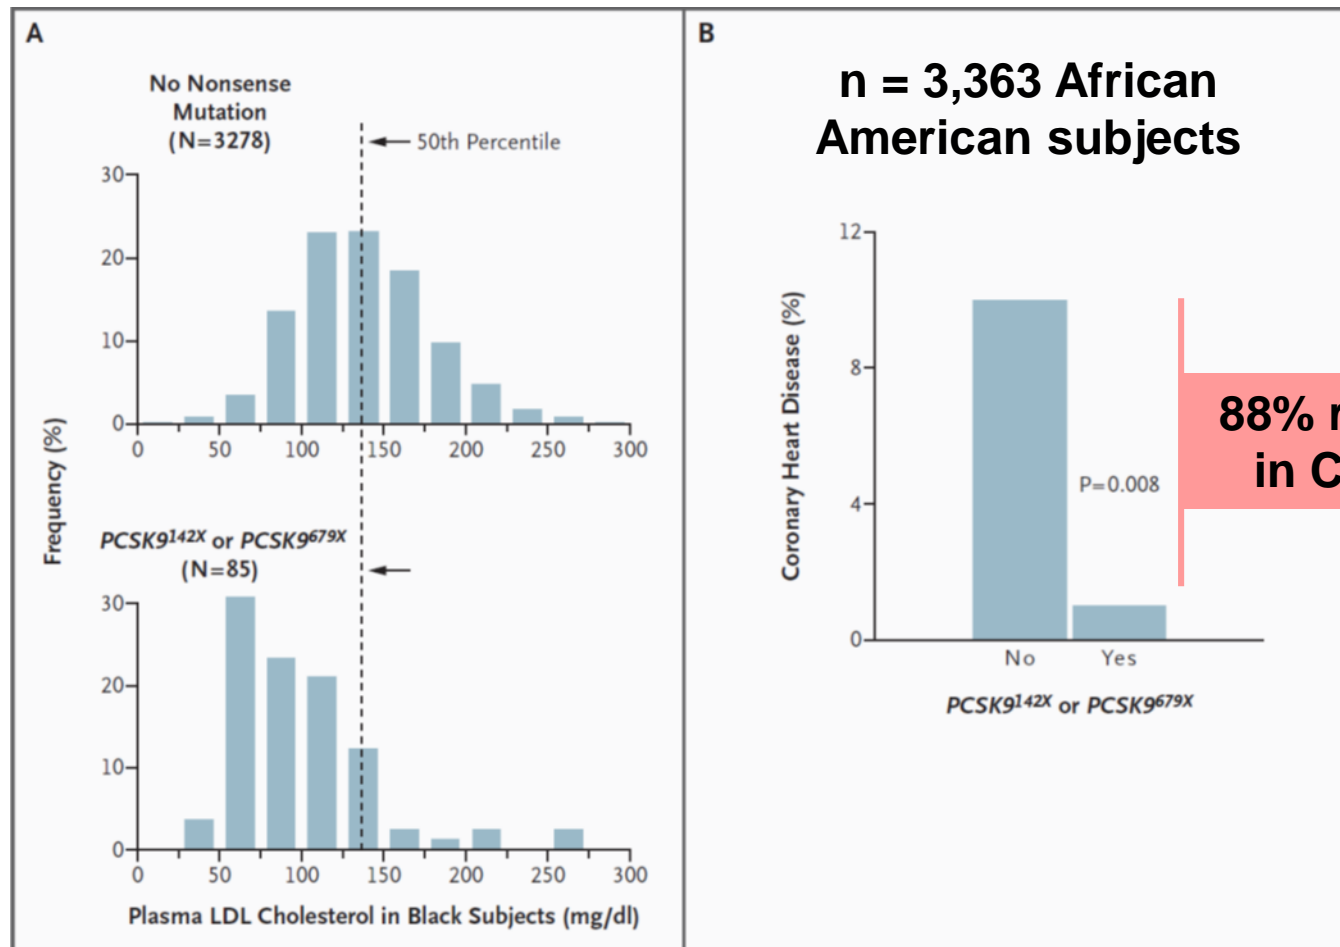 A
No Nonsense
Mutation
(N=3278)
50th Percentile
30
20
10
0
0 50 100 150 200 250 300
Frequency (%)
PCSK9142X or PCSK9679X
(N=85)
30
20
10
0
0 50 100 150 200 250 300
Plasma LDL Cholesterol in Black Subjects (mg/dl)
B
n = 3,363 African
American subjects
12
8
4
0
Coronary Heart Disease (%)
P=0.008
88%
in
No Yes
PCSK9142X or PCSK9679X